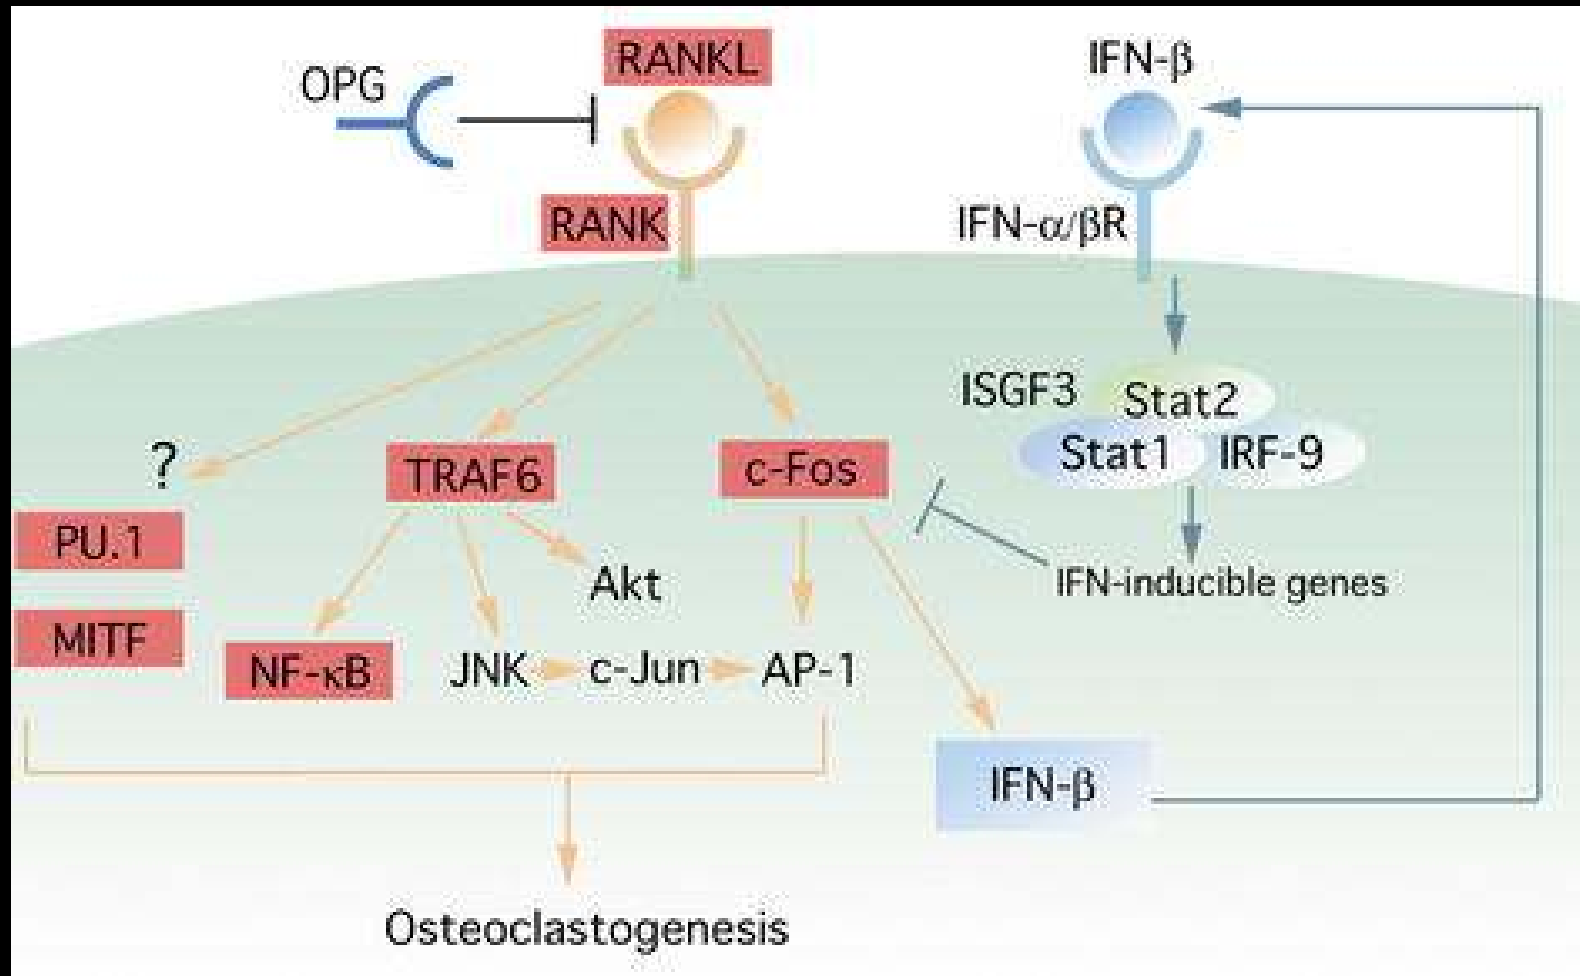 RANKL
IFN-β
OPG
RANK
IFN-α/βR
ISGF3
Stat2
Stat1
IRF-9
?
TRAF6
c-Fos
PU.1
Akt
IFN-inducible genes
MITF
NF-κB
JNK
c-Jun
AP-1
IFN-β
Osteoclastogenesis